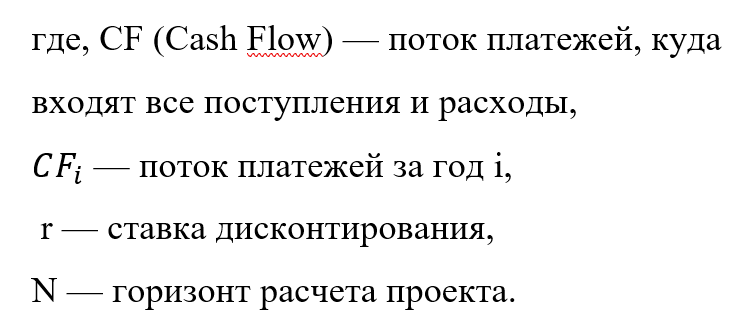 где, CF (Cash Flow) — поток платежей, куда
входят все поступления и расходы,
𝐶𝐹ᵢ — поток платежей за год i,
r — ставка дисконтирования,
N — горизонт расчета проекта.